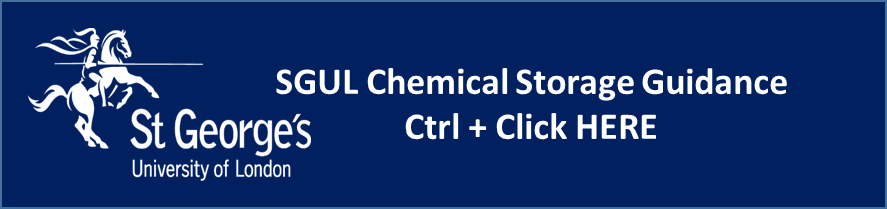 St George's
University of London
SGUL Chemical Storage Guidance
Ctrl + Click HERE